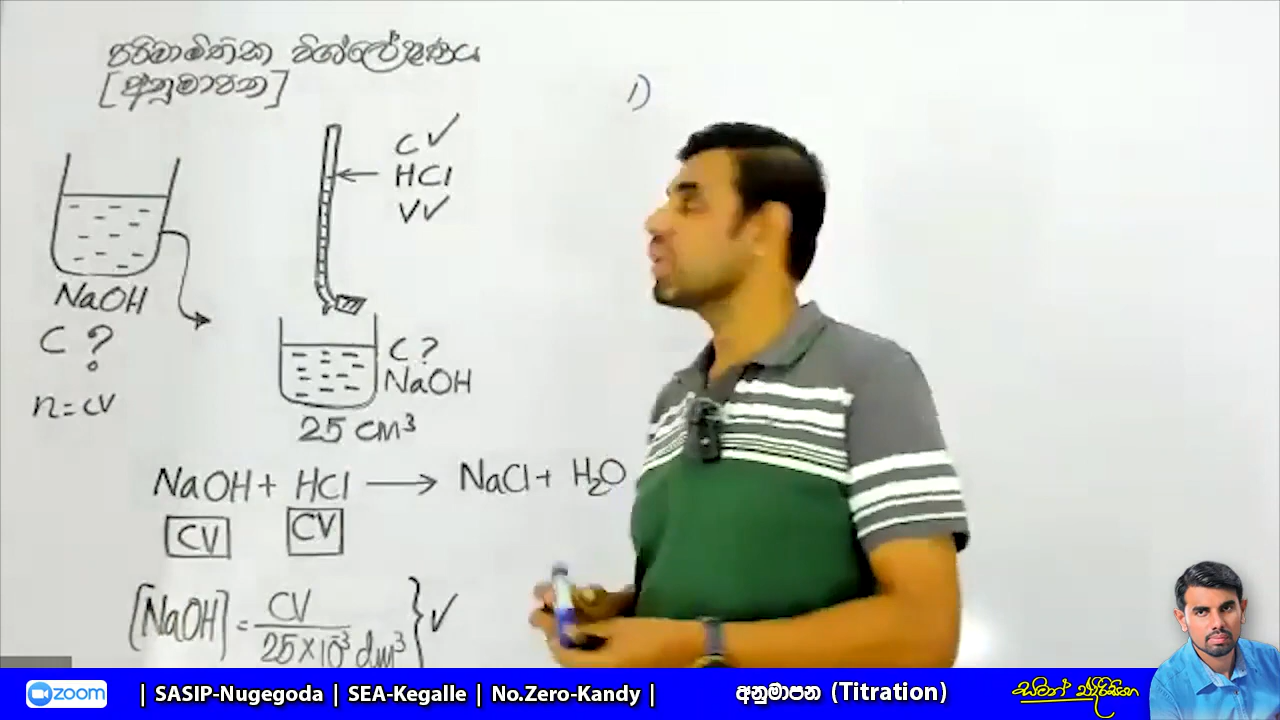 පරිමාමිතික විශ්ලේෂණය
[අනුමාපන]
1)
C ✓
HCl
V✓
NaOH
C ?
n = cv
C ?
NaOH
25 cm³
NaOH + HCl → NaCl + H₂O
CV CV
[NaOH] = CV / 25×10⁻³ dm³ } ✓
zoom | SASIP-Nugegoda | SEA-Kegalle | No.Zero-Kandy | අනුමාපන (Titration)